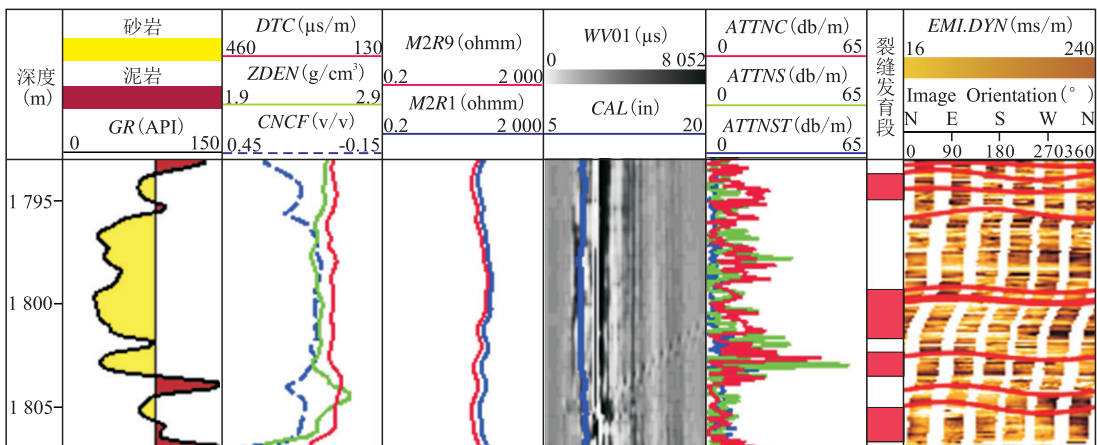 深度
(m)
砂岩
泥岩
GR (API)
0 150
DTC (μs/m)
460 130
ZDEN (g/cm³)
1.9 2.9
CNCF (v/v)
0.45 -0.15
M2R9 (ohmm)
0.2 2 000
M2R1 (ohmm)
0.2 2 000
WV01 (μs)
0 8 052
CAL (in)
5 20
ATTNC (db/m)
0 65
ATTNS (db/m)
0 65
ATTNST (db/m)
0 65
裂缝发育段
EMI.DYN (ms/m)
16 240
Image Orientation (°)
N E S W N
0 90 180 270 360
1 795
1 800
1 805